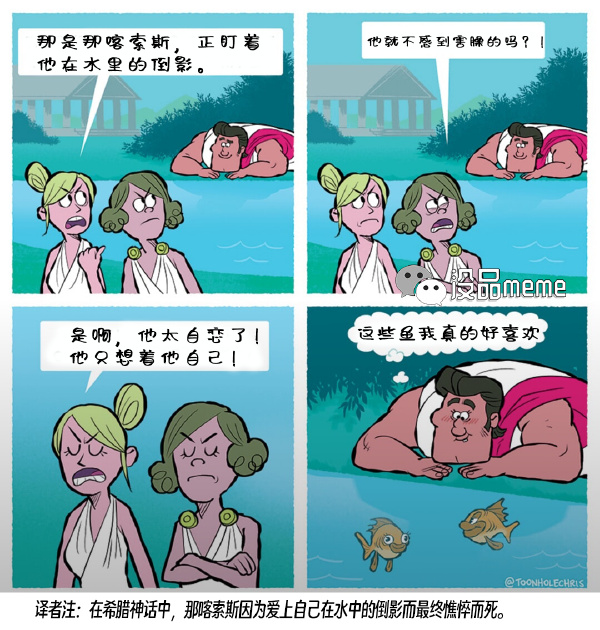 那是那喀索斯，正盯着
他在水里的倒影。
他就不感到害臊的吗？！
没品meme
是啊，他太自恋了！
他只想着他自己！
这些鱼我真的好喜欢
@TOONHOLECHRIS
译者注：在希腊神话中，那喀索斯因为爱上自己在水中的倒影而最终憔悴而死。